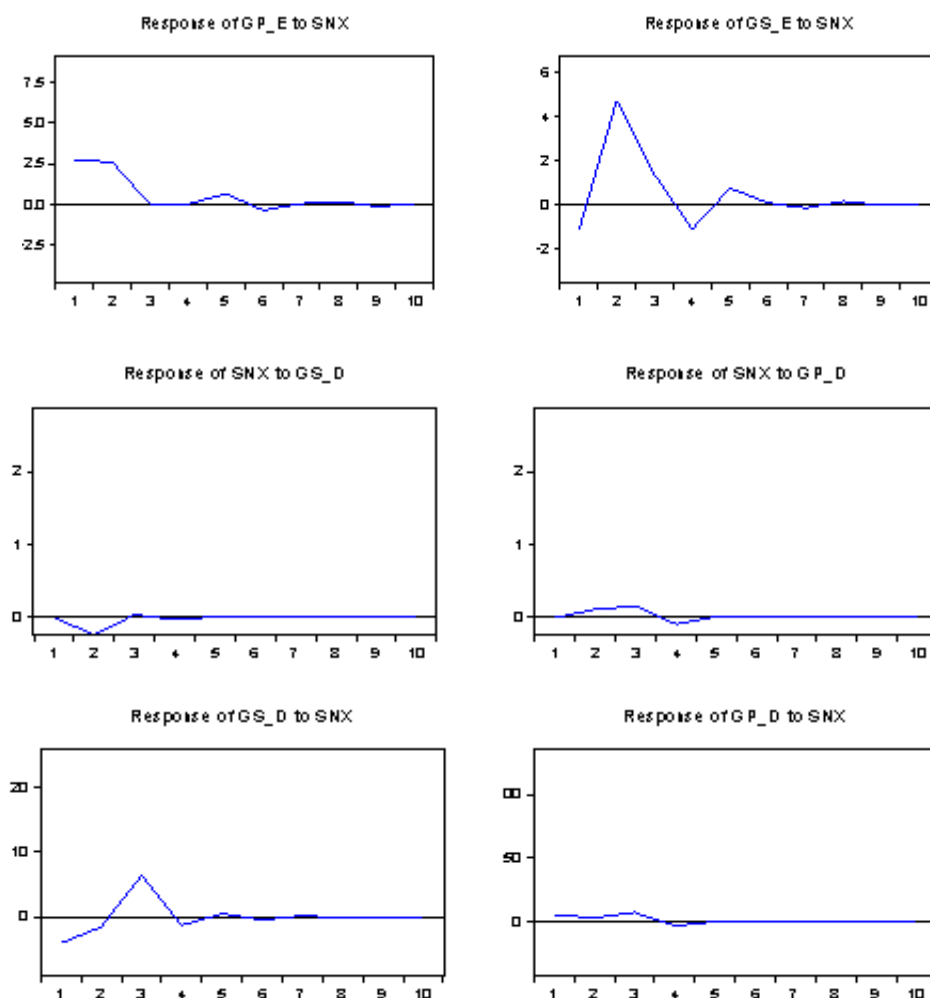 Response of GP_E to SNX
7.5
5.0
2.5
0.0
-2.5
1 2 3 4 5 6 7 8 9 10
Response of GS_E to SNX
6
4
2
0
-2
1 2 3 4 5 6 7 8 9 10
Response of SNX to GS_D
2
1
0
1 2 3 4 5 6 7 8 9 10
Response of SNX to GP_D
2
1
0
1 2 3 4 5 6 7 8 9 10
Response of GS_D to SNX
20
10
0
1 2 3 4 5 6 7 8 9 10
Response of GP_D to SNX
00
50
0
1 2 3 4 5 6 7 8 9 10